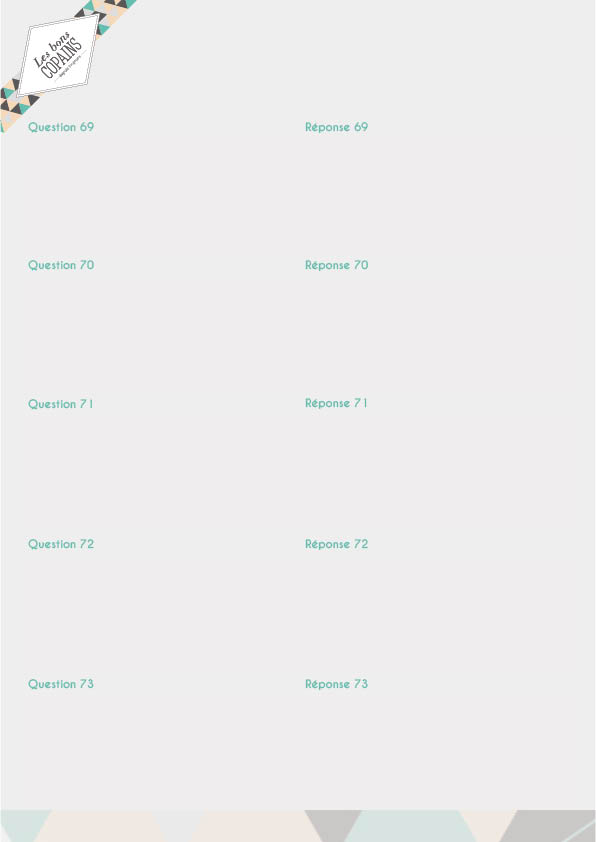 Les bons
COPAINS
Question 69
Réponse 69
Question 70
Réponse 70
Question 71
Réponse 71
Question 72
Réponse 72
Question 73
Réponse 73